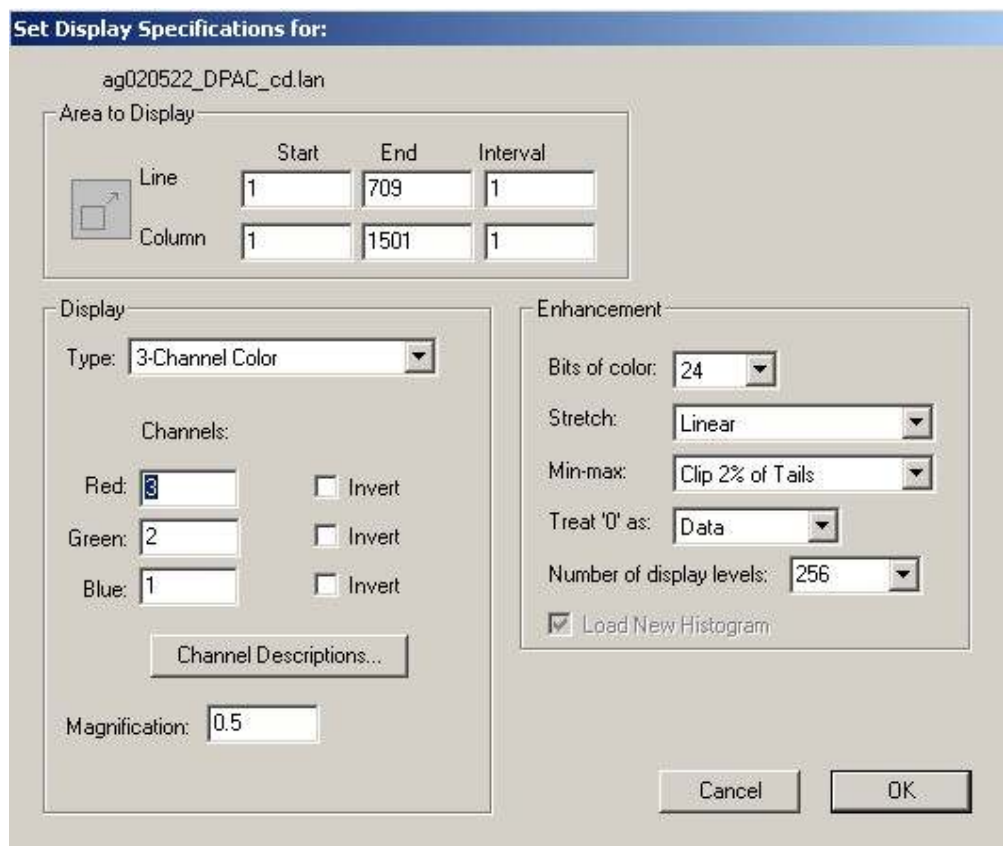 Set Display Specifications for:
ag020522_DPAC_cd.lan
Area to Display
Start End Interval
Line 1 709 1
Column 1 1501 1
Display
Type: 3-Channel Color
Channels:
Red: 3 Invert
Green: 2 Invert
Blue: 1 Invert
Channel Descriptions...
Magnification: 0.5
Enhancement
Bits of color: 24
Stretch: Linear
Min-max: Clip 2% of Tails
Treat '0' as: Data
Number of display levels: 256
Load New Histogram
Cancel OK